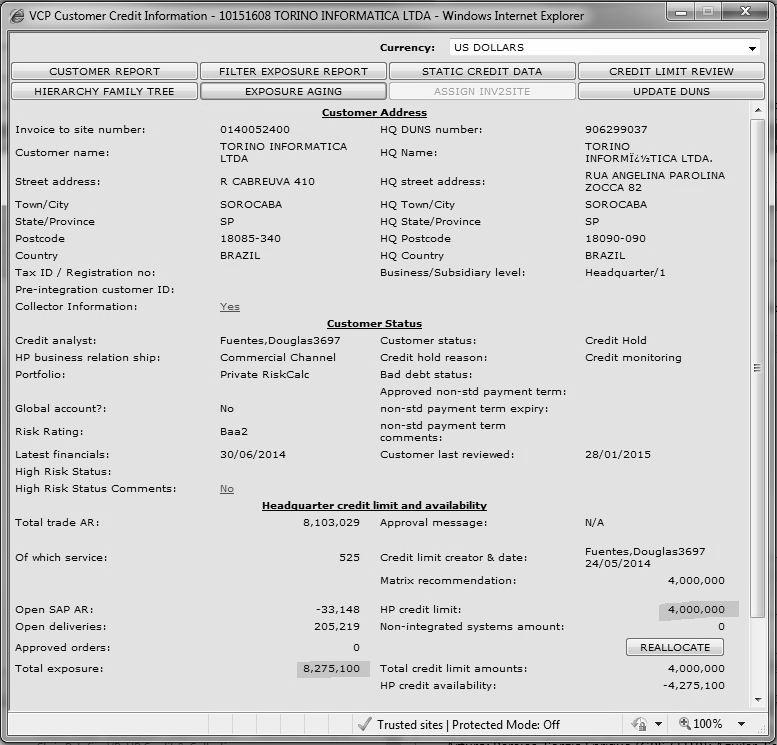 VCP Customer Credit Information - 10151608 TORINO INFORMATICA LTDA - Windows Internet Explorer
Currency: US DOLLARS
CUSTOMER REPORT FILTER EXPOSURE REPORT STATIC CREDIT DATA CREDIT LIMIT REVIEW
HIERARCHY FAMILY TREE EXPOSURE AGING ASSIGN INV2SITE UPDATE DUNS
Customer Address
Invoice to site number: 0140052400 HQ DUNS number: 906299037
Customer name: TORINO INFORMATICA LTDA HQ Name: TORINO INFORMÏ¿½TICA LTDA.
Street address: R CABREUVA 410 HQ street address: RUA ANGELINA PAROLINA ZOCCA 82
Town/City SOROCABA HQ Town/City SOROCABA
State/Province SP HQ State/Province SP
Postcode 18085-340 HQ Postcode 18090-090
Country BRAZIL HQ Country BRAZIL
Tax ID / Registration no: Business/Subsidiary level: Headquarter/1
Pre-integration customer ID:
Collector Information: Yes
Customer Status
Credit analyst: Fuentes,Douglas3697 Customer status: Credit Hold
HP business relation ship: Commercial Channel Credit hold reason: Credit monitoring
Portfolio: Private RiskCalc Bad debt status:
Approved non-std payment term:
Global account?: No non-std payment term expiry:
Risk Rating: Baa2 non-std payment term comments:
Latest financials: 30/06/2014 Customer last reviewed: 28/01/2015
High Risk Status:
High Risk Status Comments: No
Headquarter credit limit and availability
Total trade AR: 8,103,029 Approval message: N/A
Of which service: 525 Credit limit creator & date: Fuentes,Douglas3697 24/05/2014
Matrix recommendation: 4,000,000
Open SAP AR: -33,148 HP credit limit: 4,000,000
Open deliveries: 205,219 Non-integrated systems amount: 0
Approved orders: 0 REALLOCATE
Total exposure: 8,275,100 Total credit limit amounts: 4,000,000
HP credit availability: -4,275,100
Trusted sites | Protected Mode: Off 100%